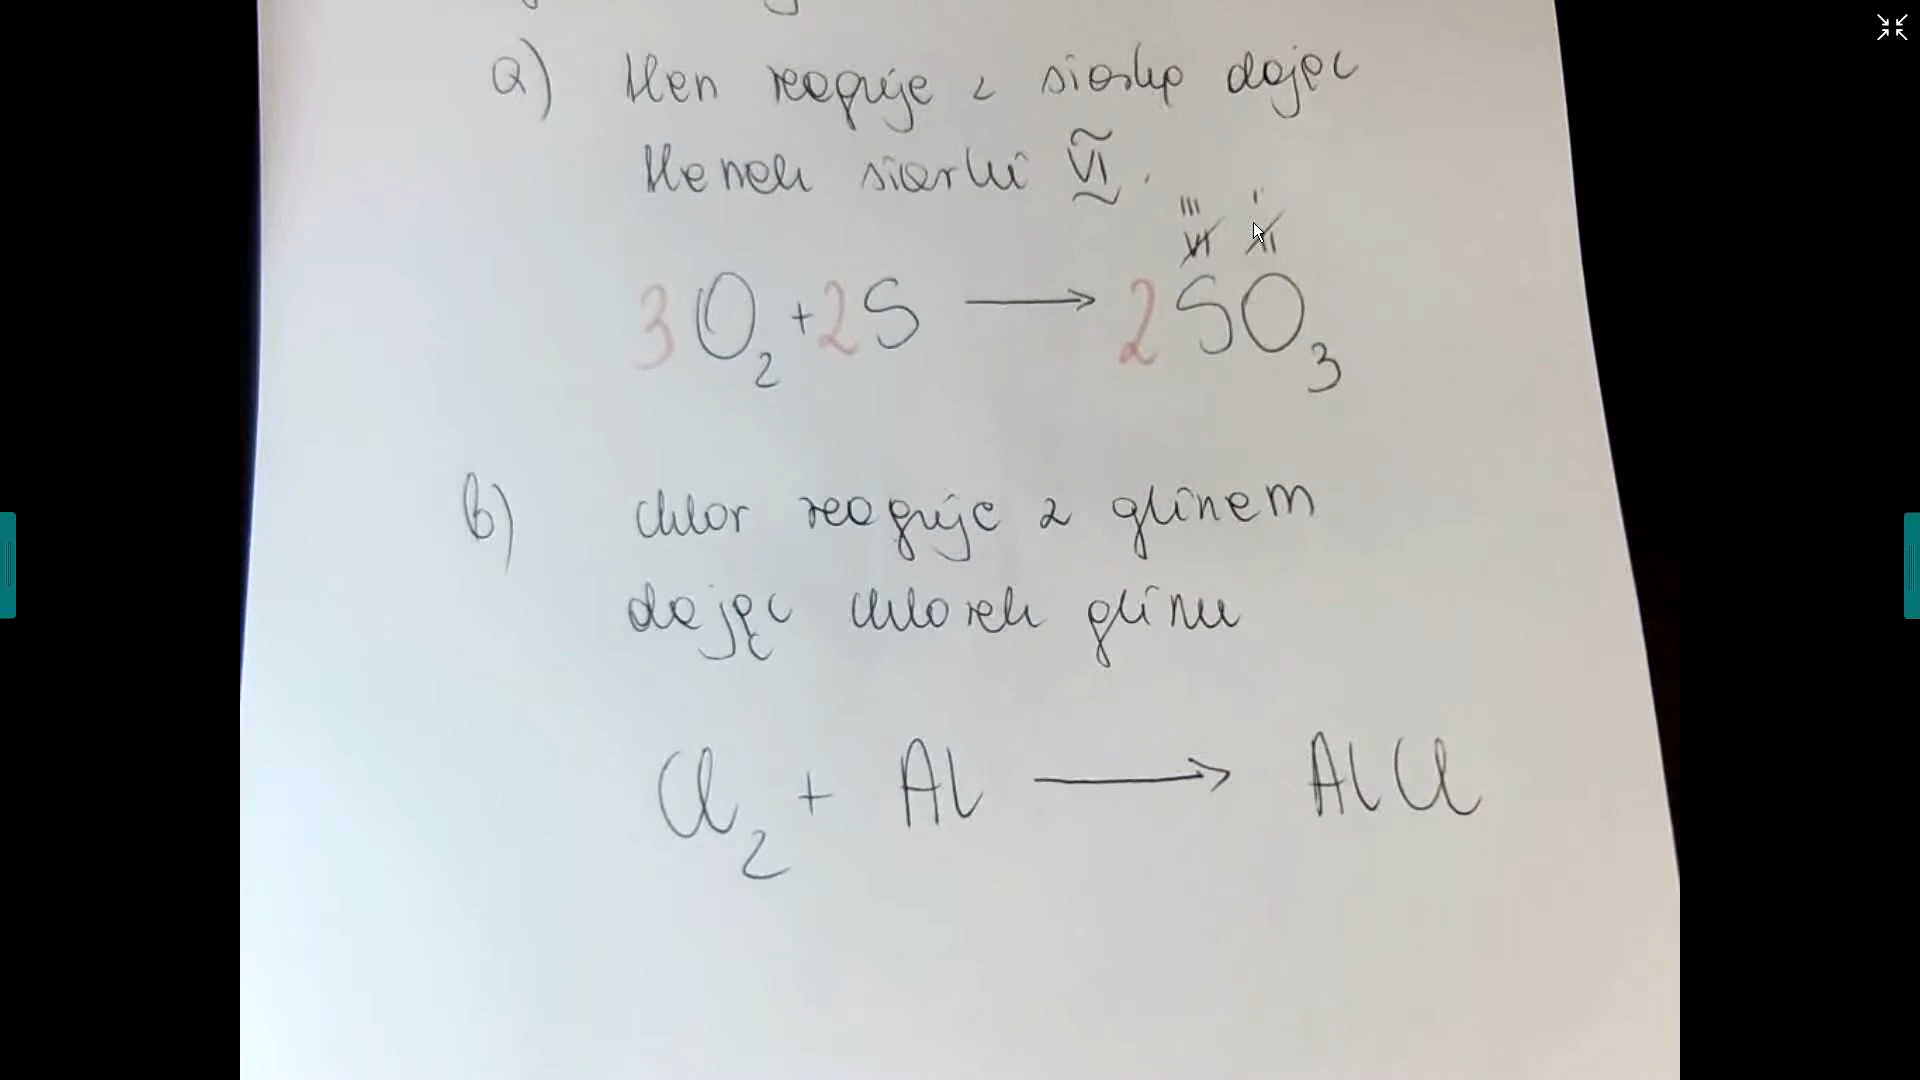 a) tlen reaguje z siarką dając
tlenek siarki VI.
III I
VI II
3O₂ + 2S → 2SO₃
b) chlor reaguje z glinem
dając chlorek glinu
Cl₂ + Al → AlCl